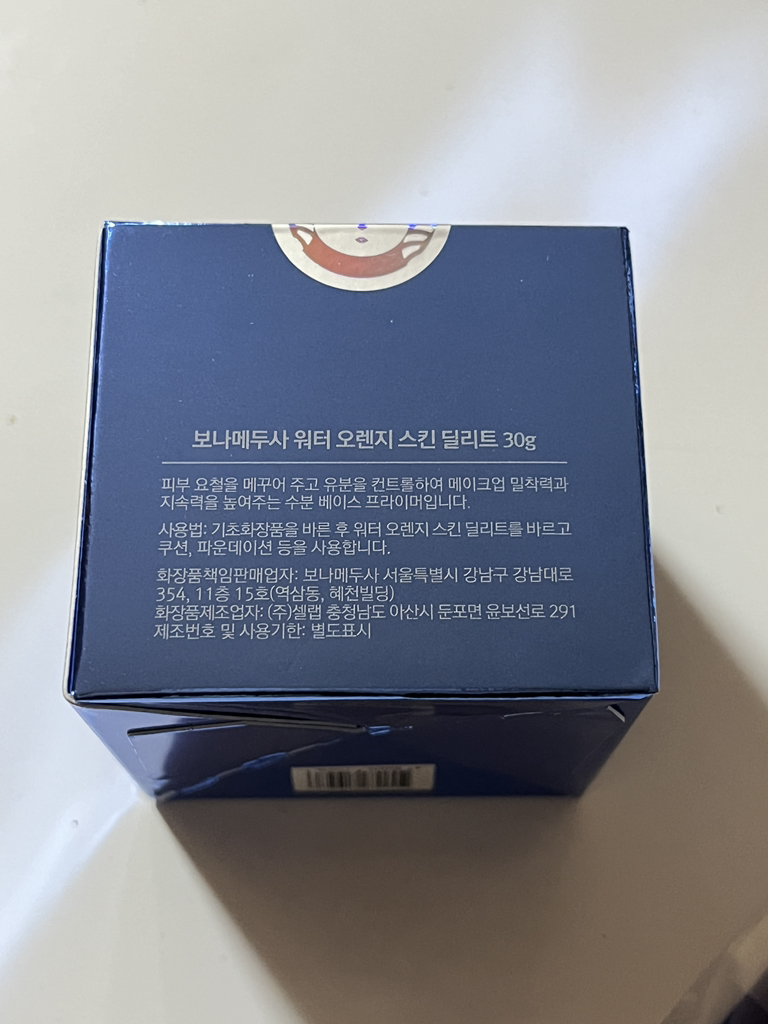 보나메두사 워터 오렌지 스킨 딜리트 30g
피부 요철을 메꾸어 주고 유분을 컨트롤하여 메이크업 밀착력과
지속력을 높여주는 수분 베이스 프라이머입니다.
사용법: 기초화장품을 바른 후 워터 오렌지 스킨 딜리트를 바르고
쿠션, 파운데이션 등을 사용합니다.
화장품책임판매업자: 보나메두사 서울특별시 강남구 강남대로
354, 11층 15호(역삼동, 혜천빌딩)
화장품제조업자: (주)셀랩 충청남도 아산시 둔포면 윤보선로 291
제조번호 및 사용기한: 별도표시